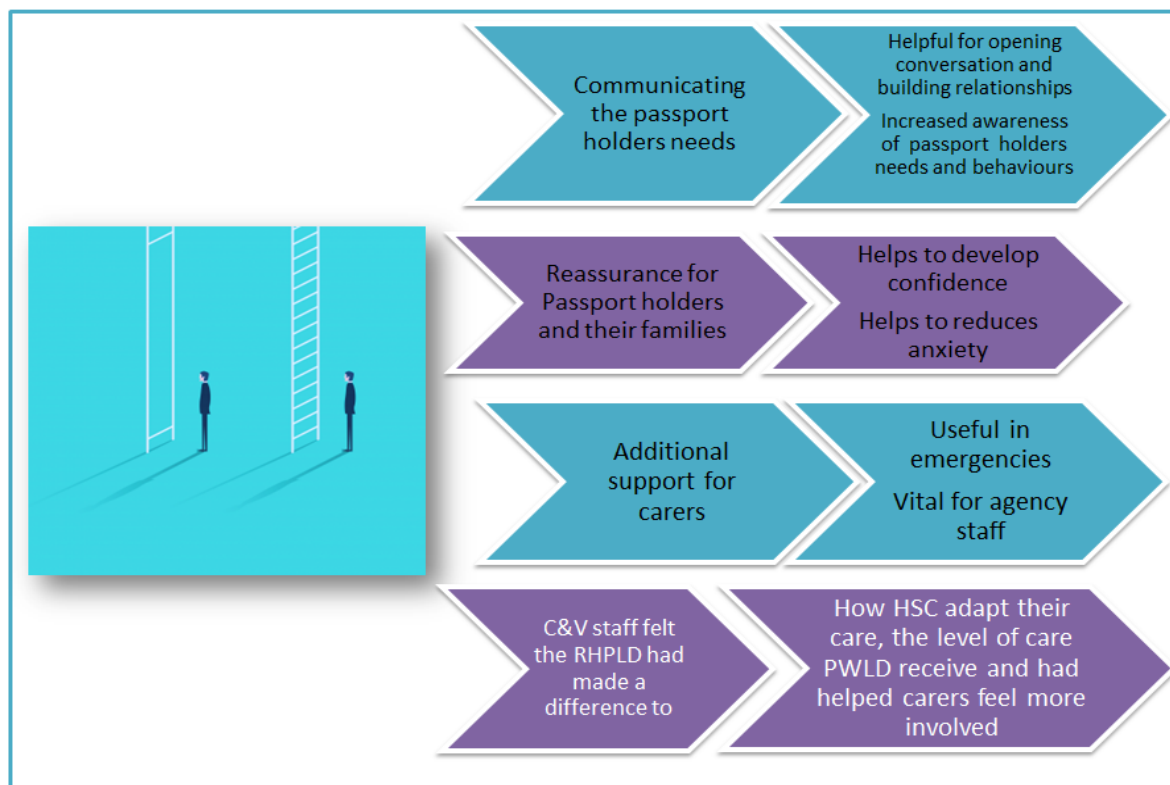 Communicating
the passport
holders needs
Helpful for opening
conversation and
building relationships
Increased awareness
of passport holders
needs and behaviours
Reassurance for
Passport holders
and their families
Helps to develop
confidence
Helps to reduces
anxiety
Additional
support for
carers
Useful in
emergencies
Vital for agency
staff
C&V staff felt
the RHPLD had
made a
difference to
How HSC adapt their
care, the level of care
PWLD receive and had
helped carers feel more
involved